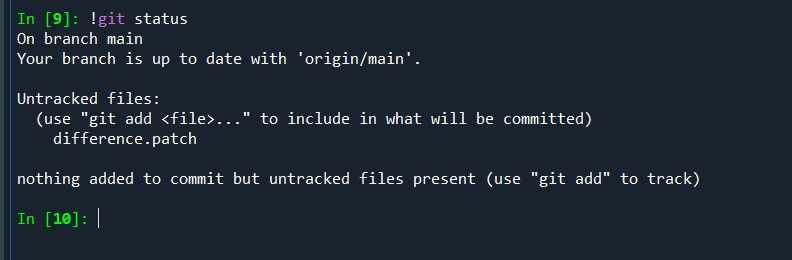 In [9]: !git status
On branch main
Your branch is up to date with 'origin/main'.
Untracked files:
(use "git add <file>..." to include in what will be committed)
difference.patch
nothing added to commit but untracked files present (use "git add" to track)
In [10]: